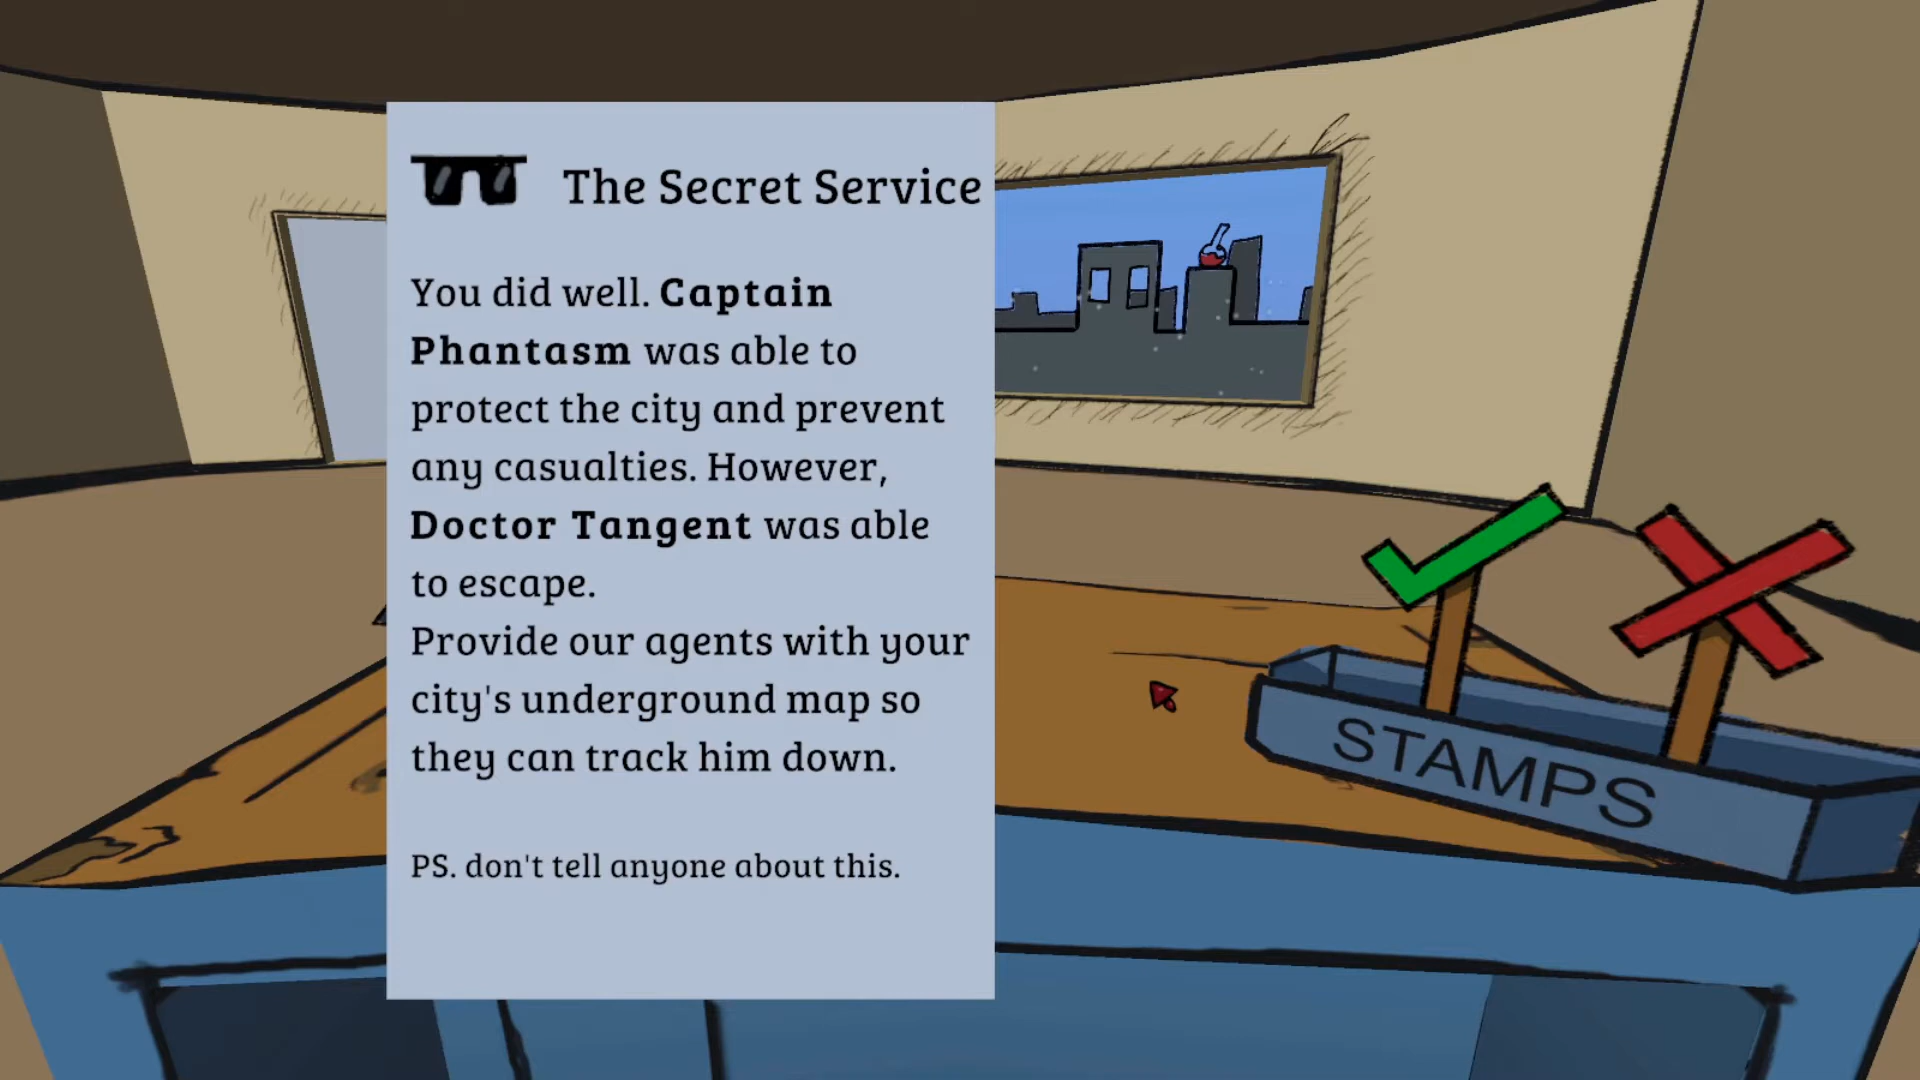 The Secret Service
You did well. Captain
Phantasm was able to
protect the city and prevent
any casualties. However,
Doctor Tangent was able
to escape.
Provide our agents with your
city's underground map so
they can track him down.
PS. don't tell anyone about this.
STAMPS